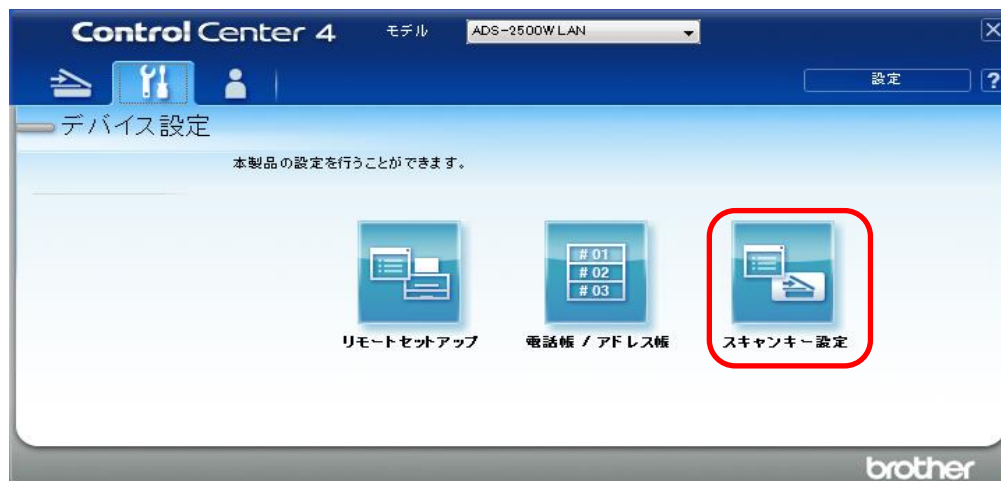 Control Center 4 モデル ADS-2500W LAN
設定 ?
デバイス設定
本製品の設定を行うことができます。
# 01
# 02
# 03
リモートセットアップ 電話帳 / アドレス帳 スキャンキー設定
brother